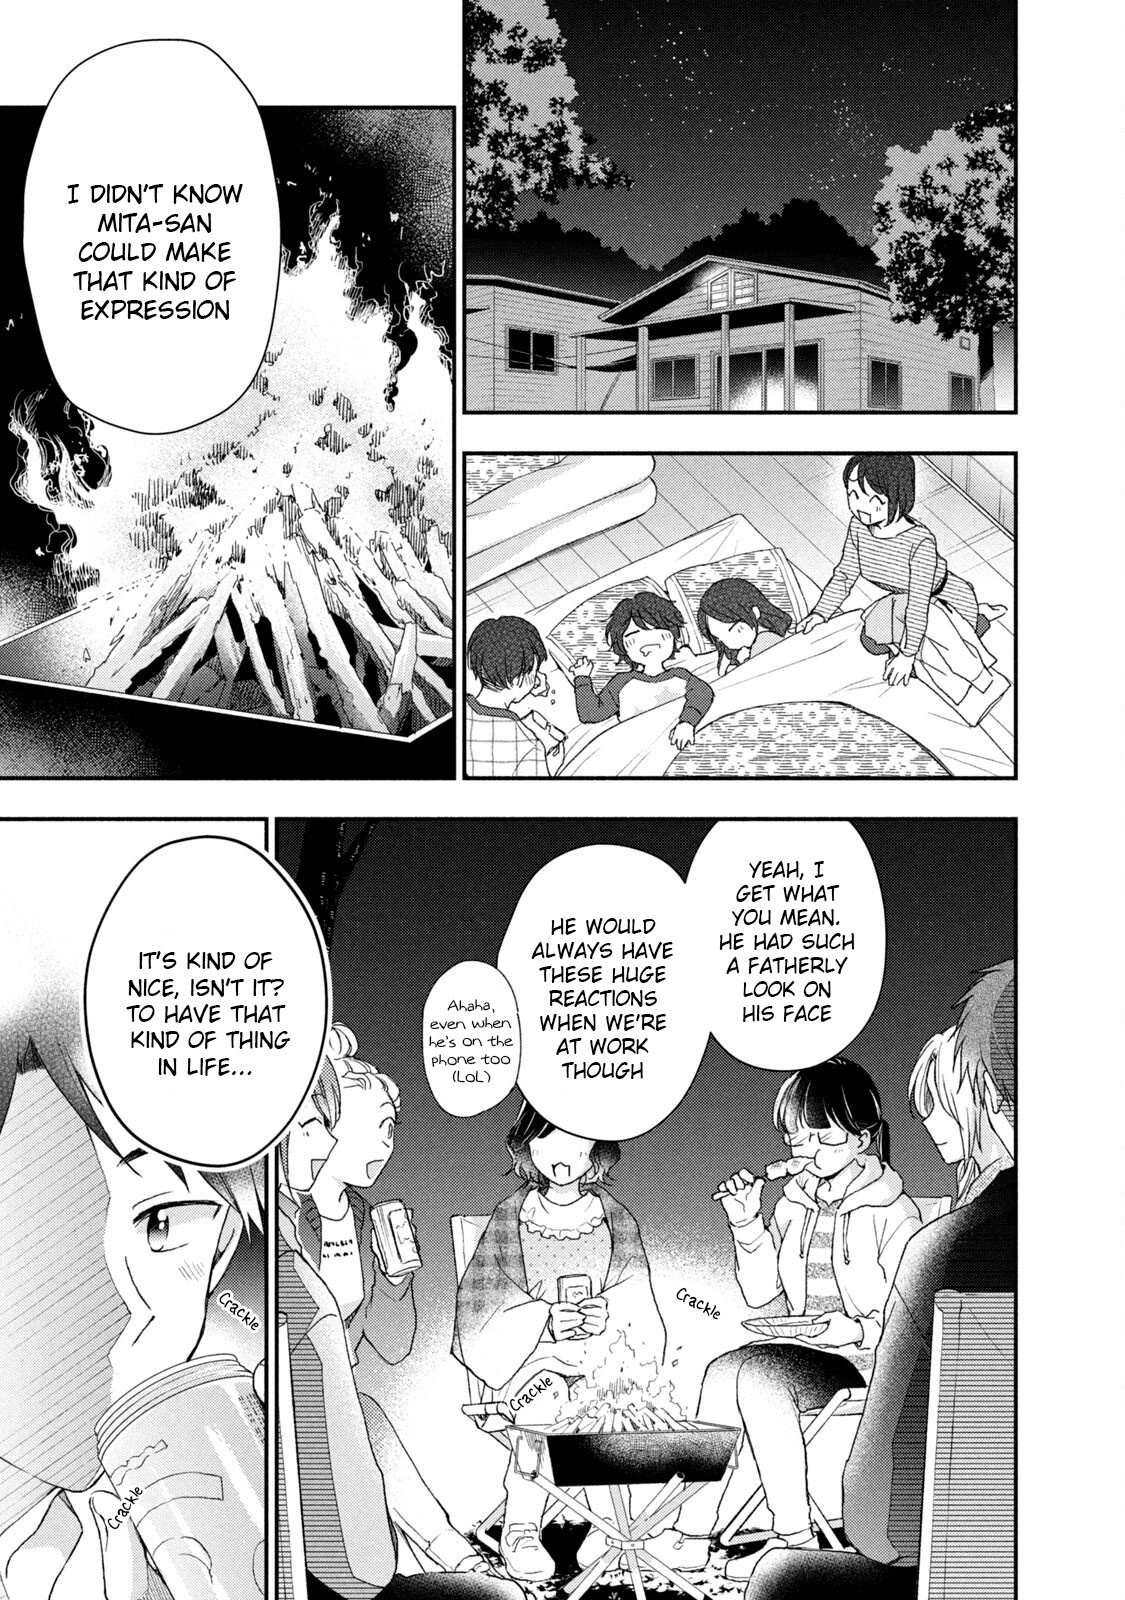 I DIDN'T KNOW
MITA-SAN
COULD MAKE
THAT KIND OF
EXPRESSION
YEAH, I
GET WHAT
YOU MEAN.
HE HAD SUCH
A FATHERLY
LOOK ON
HIS FACE
HE WOULD
ALWAYS HAVE
THESE HUGE
REACTIONS
WHEN WE'RE
AT WORK
THOUGH
Ahaha,
even when
he's on the
phone too
(LOL)
Crackle
Crackle
IT'S KIND OF
NICE, ISN'T IT?
TO HAVE THAT
KIND OF THING
IN LIFE...
Crackle
Crackle